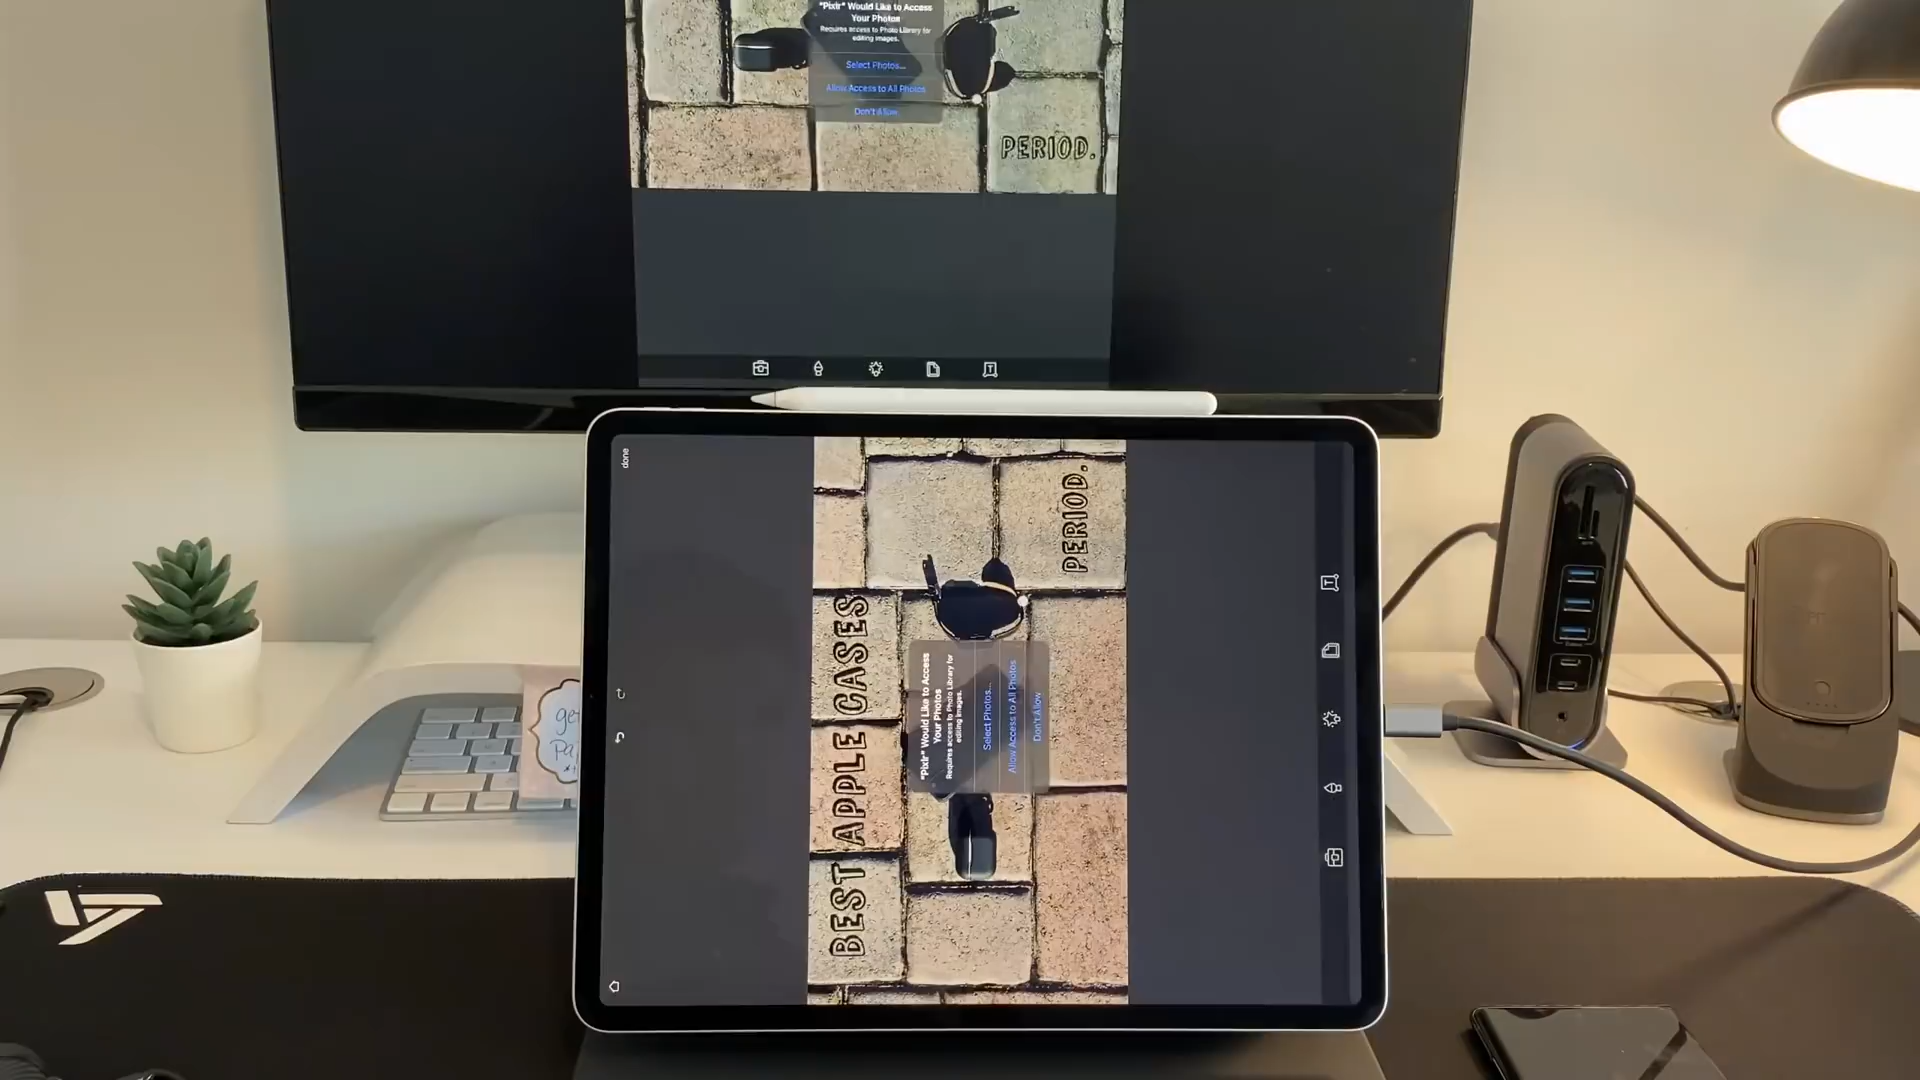 "Pixlr" Would Like to Access
Your Photos
Requires access to Photo Library for
editing images.
Select Photos...
Allow Access to All Photos
Don't Allow
PERIOD.
done
BEST APPLE CASES
PERIOD.
"Pixlr" Would Like to Access
Your Photos
Requires access to Photo Library for
editing images.
Select Photos...
Allow Access to All Photos
Don't Allow